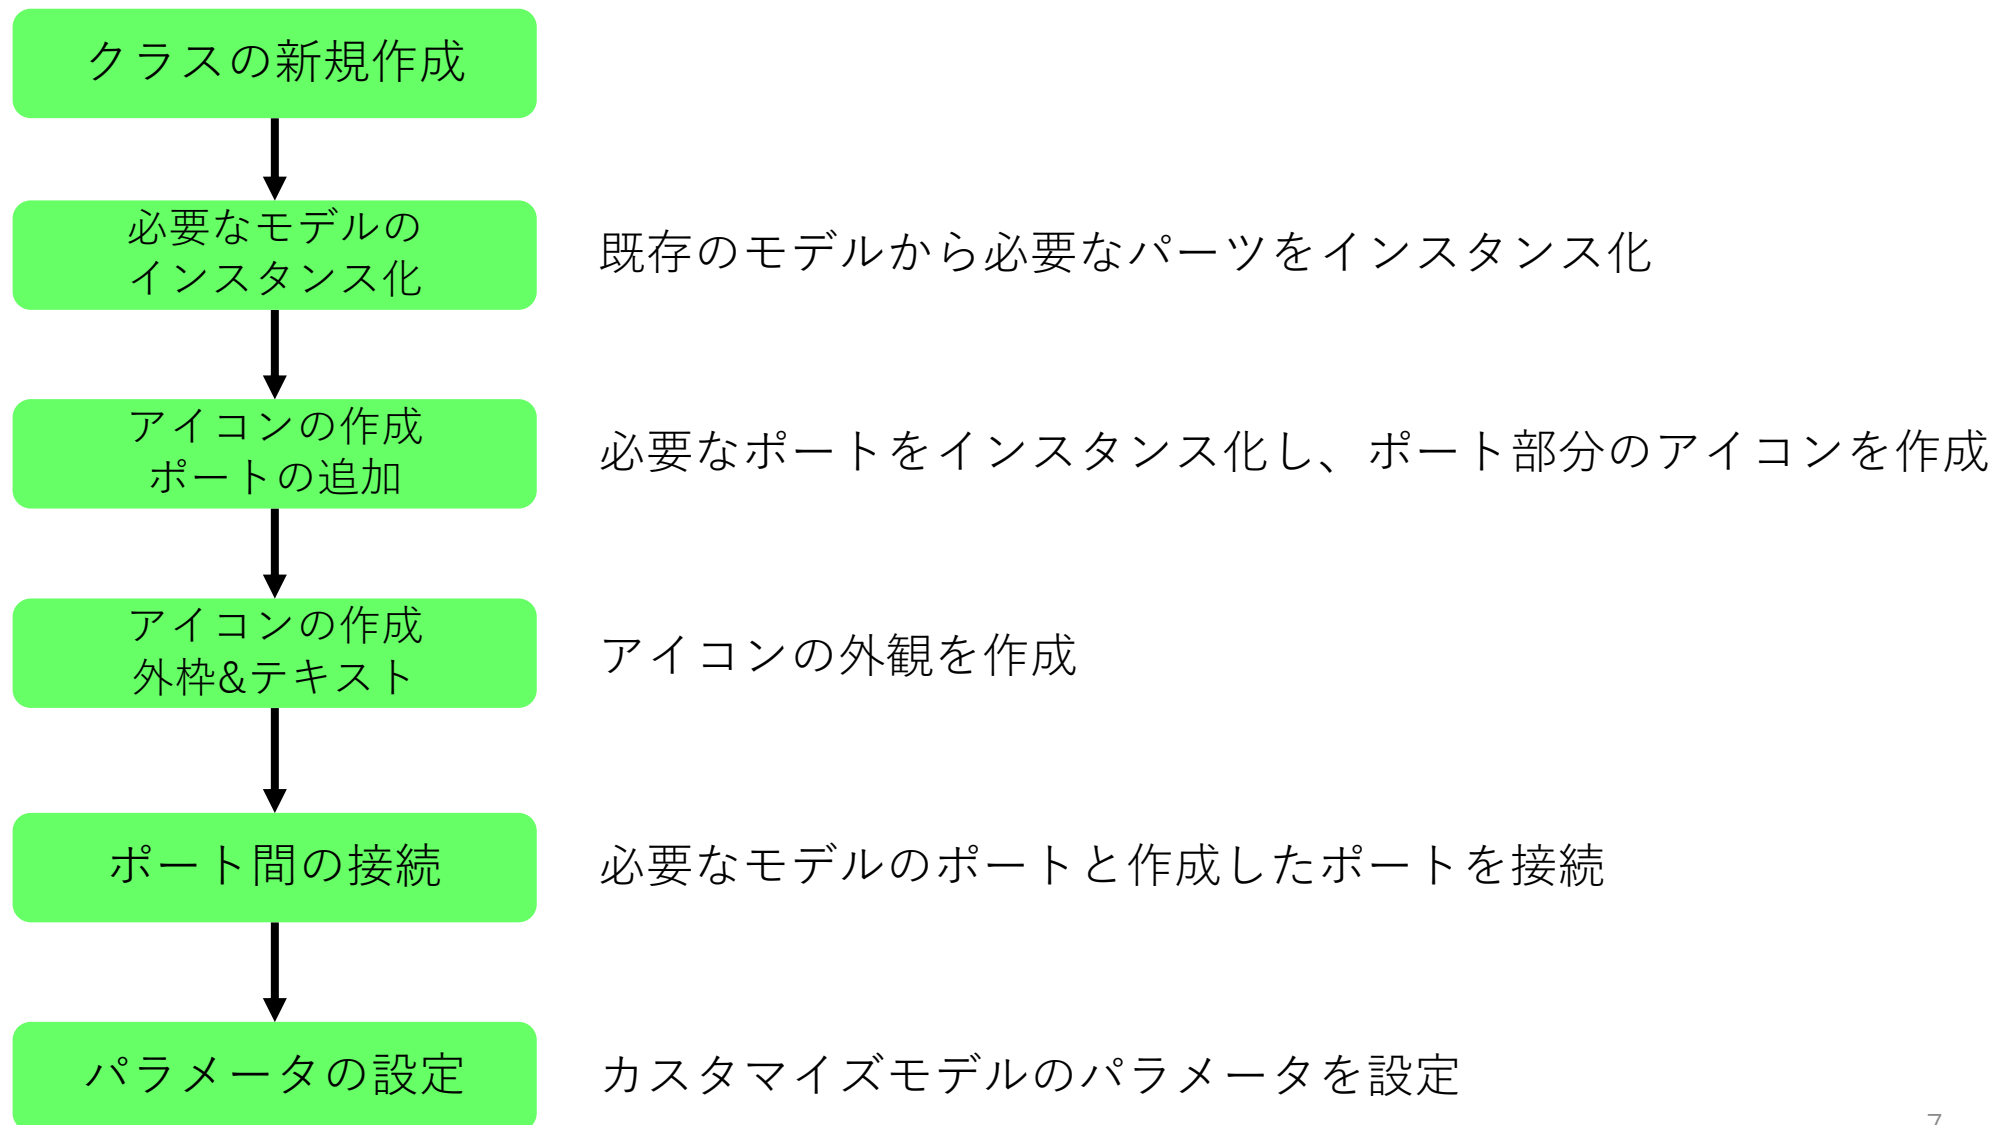 クラスの新規作成
必要なモデルの
インスタンス化
既存のモデルから必要なパーツをインスタンス化
アイコンの作成
ポートの追加
必要なポートをインスタンス化し、ポート部分のアイコンを作成
アイコンの作成
外枠&テキスト
アイコンの外観を作成
ポート間の接続
必要なモデルのポートと作成したポートを接続
パラメータの設定
カスタマイズモデルのパラメータを設定
7